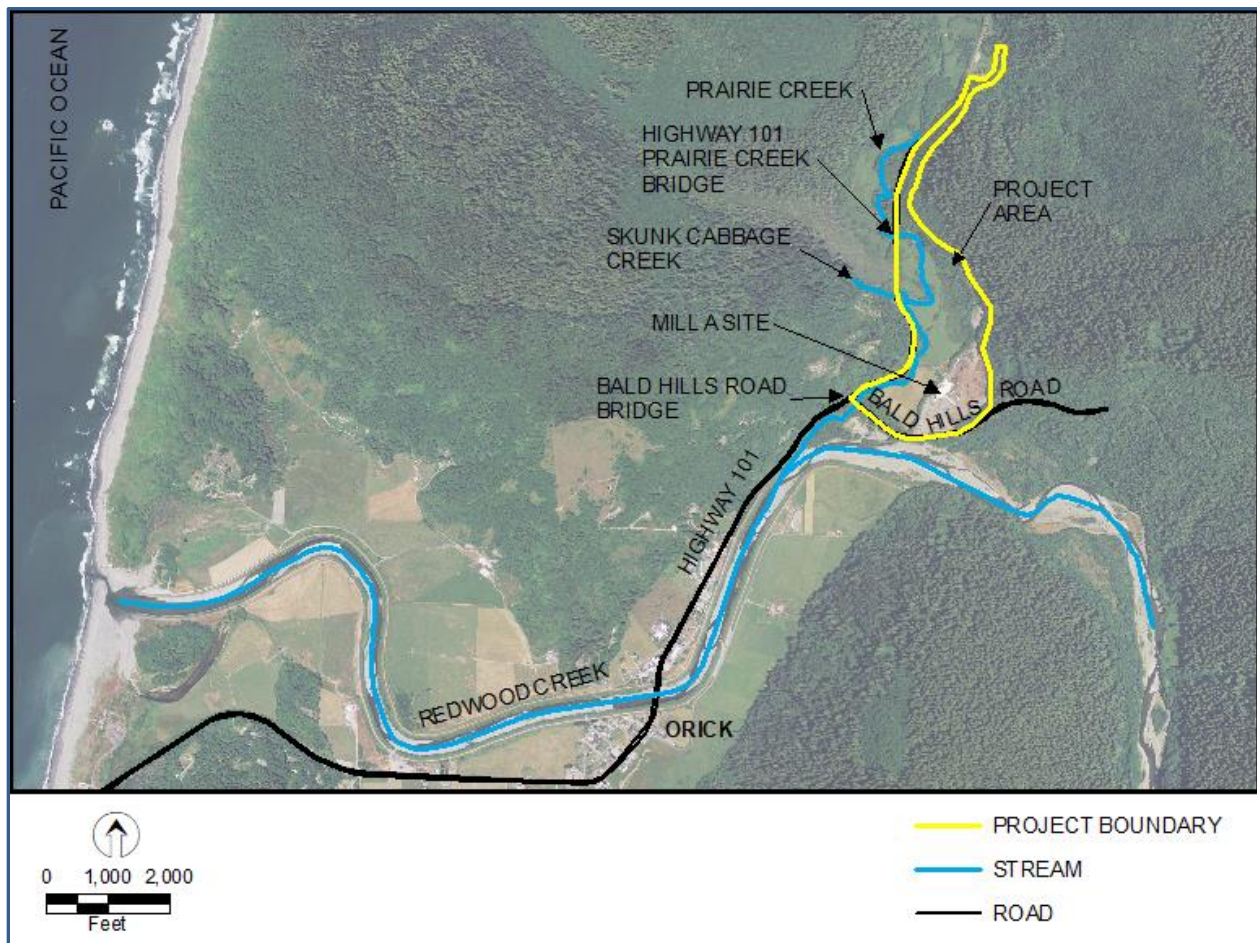 PACIFIC OCEAN
PRAIRIE CREEK
HIGHWAY 101
PRAIRIE CREEK
BRIDGE
PROJECT
AREA
SKUNK CABBAGE
CREEK
MILL A SITE
BALD HILLS ROAD
BRIDGE
BALD HILLS ROAD
HIGHWAY 101
REDWOOD CREEK
ORICK
0 1,000 2,000
Feet
PROJECT BOUNDARY
STREAM
ROAD